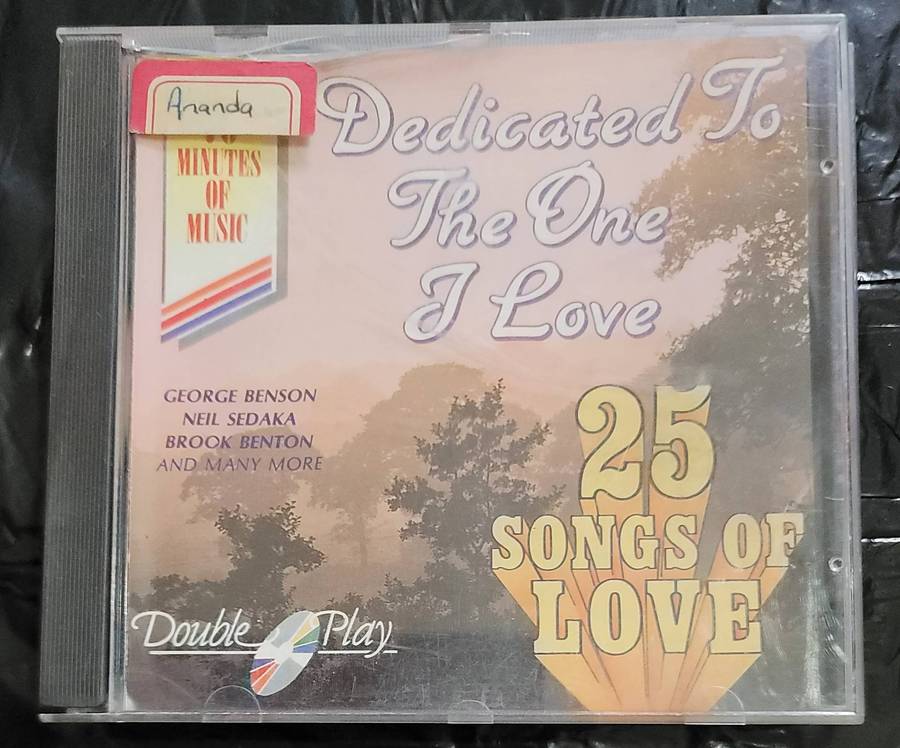 Ananda
MINUTES
OF
MUSIC
Dedicated To
The One
I Love
GEORGE BENSON
NEIL SEDAKA
BROOK BENTON
AND MANY MORE
25
SONGS OF
LOVE
Double Play